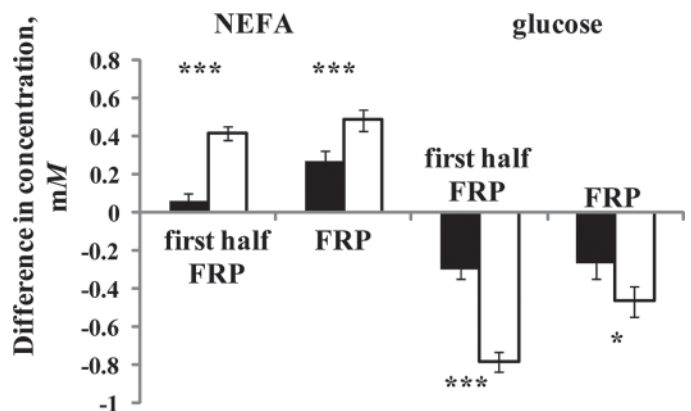 NEFA glucose
Difference in concentration,
mM
0.8
0.6
0.4
0.2
0
-0.2
-0.4
-0.6
-0.8
-1
*** ***
first half
FRP
FRP
first half
FRP
FRP
***
*